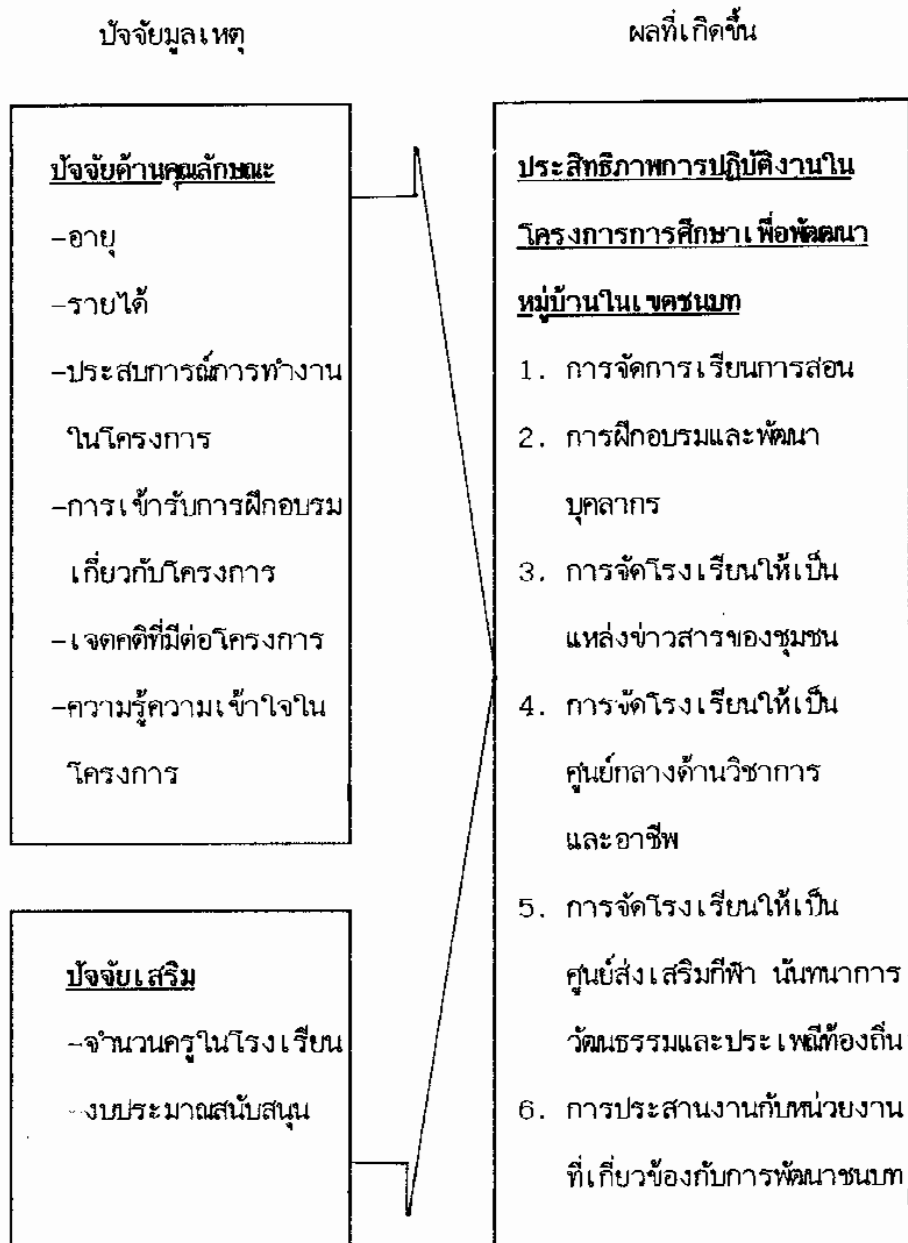 ปัจจัยมูลเหตุ
ผลที่เกิดขึ้น
ปัจจัยด้านคุณลักษณะ
-อายุ
-รายได้
-ประสบการณ์การทำงาน
ในโครงการ
-การเข้ารับการฝึกอบรม
เกี่ยวกับโครงการ
-เจตคติที่มีต่อโครงการ
-ความรู้ความเข้าใจใน
โครงการ
ปัจจัยเสริม
-จำนวนครูในโรงเรียน
-งบประมาณสนับสนุน
ประสิทธิภาพการปฏิบัติงานใน
โครงการการศึกษาเพื่อพัฒนา
หมู่บ้านในเขตชนบท
1. การจัดการเรียนการสอน
2. การฝึกอบรมและพัฒนา
บุคลากร
3. การจัดโรงเรียนให้เป็น
แหล่งข่าวสารของชุมชน
4. การจัดโรงเรียนให้เป็น
ศูนย์กลางด้านวิชาการ
และอาชีพ
5. การจัดโรงเรียนให้เป็น
ศูนย์ส่งเสริมกีฬา นันทนาการ
วัฒนธรรมและประเพณีท้องถิ่น
6. การประสานงานกับหน่วยงาน
ที่เกี่ยวข้องกับการพัฒนาชนบท